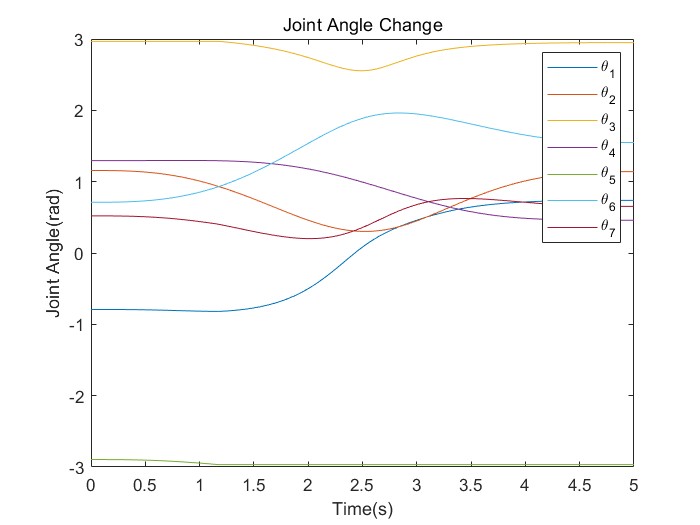 Joint Angle Change
3
2
1
0
-1
-2
-3
Joint Angle(rad)
0 0.5 1 1.5 2 2.5 3 3.5 4 4.5 5
Time(s)
θ1
θ2
θ3
θ4
θ5
θ6
θ7